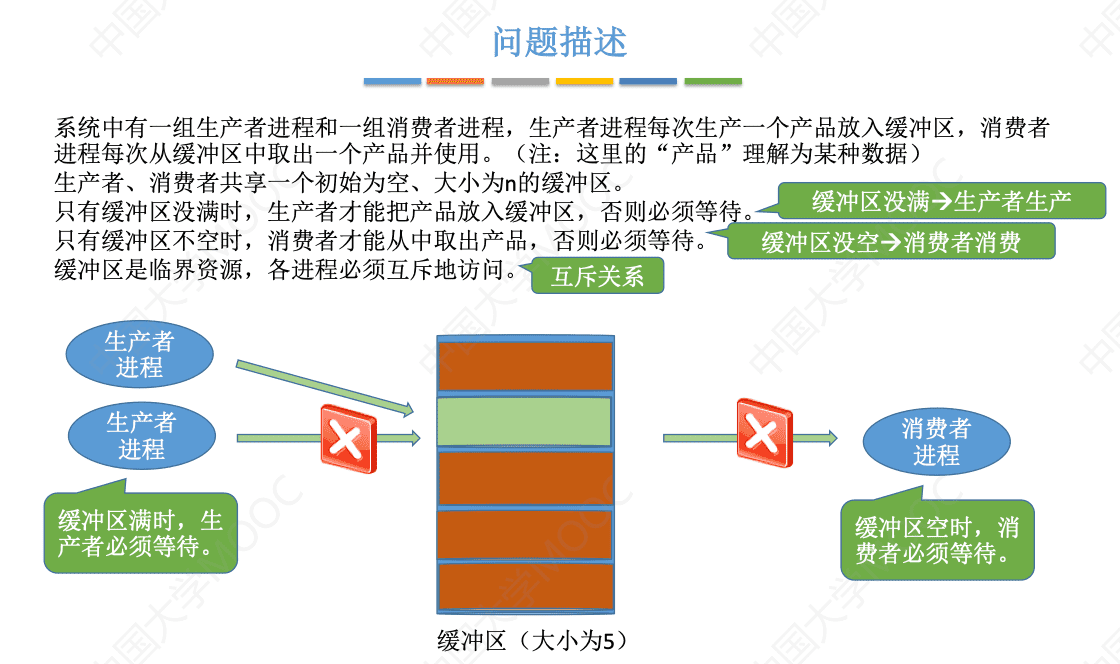 问题描述
系统中有一组生产者进程和一组消费者进程，生产者进程每次生产一个产品放入缓冲区，消费者
进程每次从缓冲区中取出一个产品并使用。（注：这里的“产品”理解为某种数据）
生产者、消费者共享一个初始为空、大小为n的缓冲区。
只有缓冲区没满时，生产者才能把产品放入缓冲区，否则必须等待。
缓冲区没满→生产者生产
只有缓冲区不空时，消费者才能从中取出产品，否则必须等待。
缓冲区没空→消费者消费
缓冲区是临界资源，各进程必须互斥地访问。
互斥关系
生产者
进程
生产者
进程
缓冲区满时，生
产者必须等待。
消费者
进程
缓冲区空时，消
费者必须等待。
缓冲区（大小为5）
中国大学MOOC